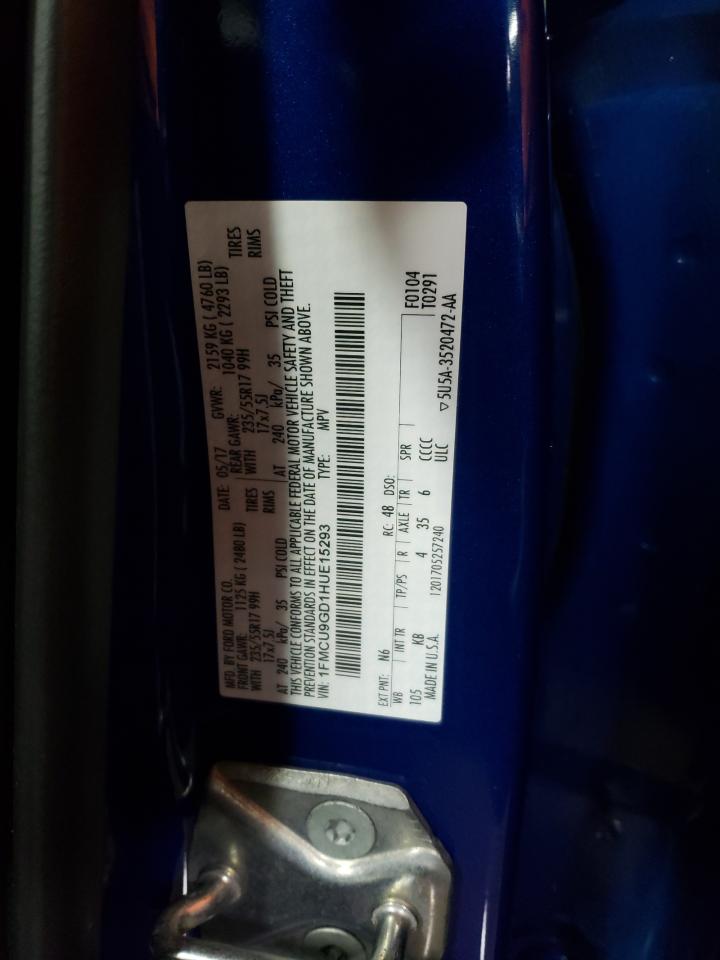 MFD. BY FORD MOTOR CO. DATE: 05/17 GVWR: 2159 KG ( 4760 LB)
FRONT GAWR: 1125 KG ( 2480 LB) REAR GAWR: 1040 KG ( 2293 LB)
WITH 235/55R17 99H TIRES WITH 235/55R17 99H TIRES
17x7.5J RIMS 17x7.5J RIMS
AT 240 kPa/ 35 PSI COLD AT 240 kPa/ 35 PSI COLD
THIS VEHICLE CONFORMS TO ALL APPLICABLE FEDERAL MOTOR VEHICLE SAFETY AND THEFT
PREVENTION STANDARDS IN EFFECT ON THE DATE OF MANUFACTURE SHOWN ABOVE.
VIN: 1FMCU9GD1HUE15293 TYPE: MPV
EXT PNT: N6 RC: 48 DSO: F0104
WB INT TR TP/PS R AXLE TR SPR T0291
105 KB 4 35 6 CCCC
MADE IN U.S.A. 1201705257240 ULC ▽5U5A-3520472-AA